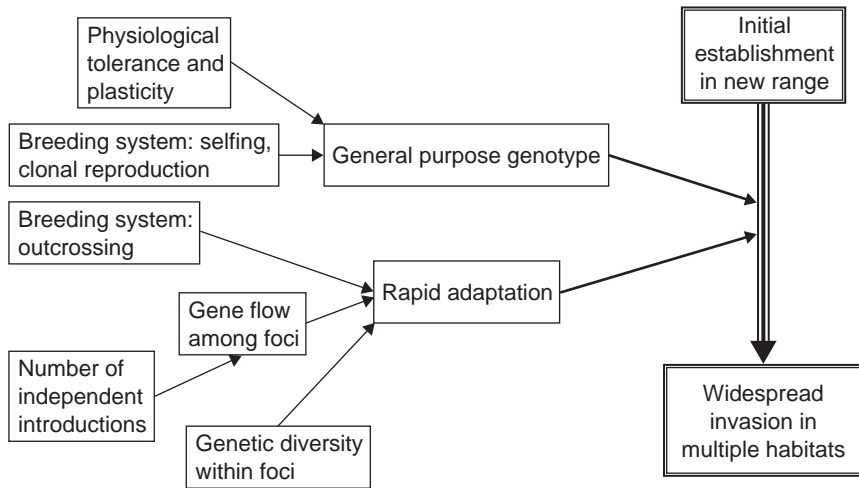 Physiological
tolerance and
plasticity
Initial
establishment
in new range
Breeding system: selfing,
clonal reproduction
General purpose genotype
Breeding system:
outcrossing
Rapid adaptation
Gene flow
among foci
Number of
independent
introductions
Genetic diversity
within foci
Widespread
invasion in
multiple habitats